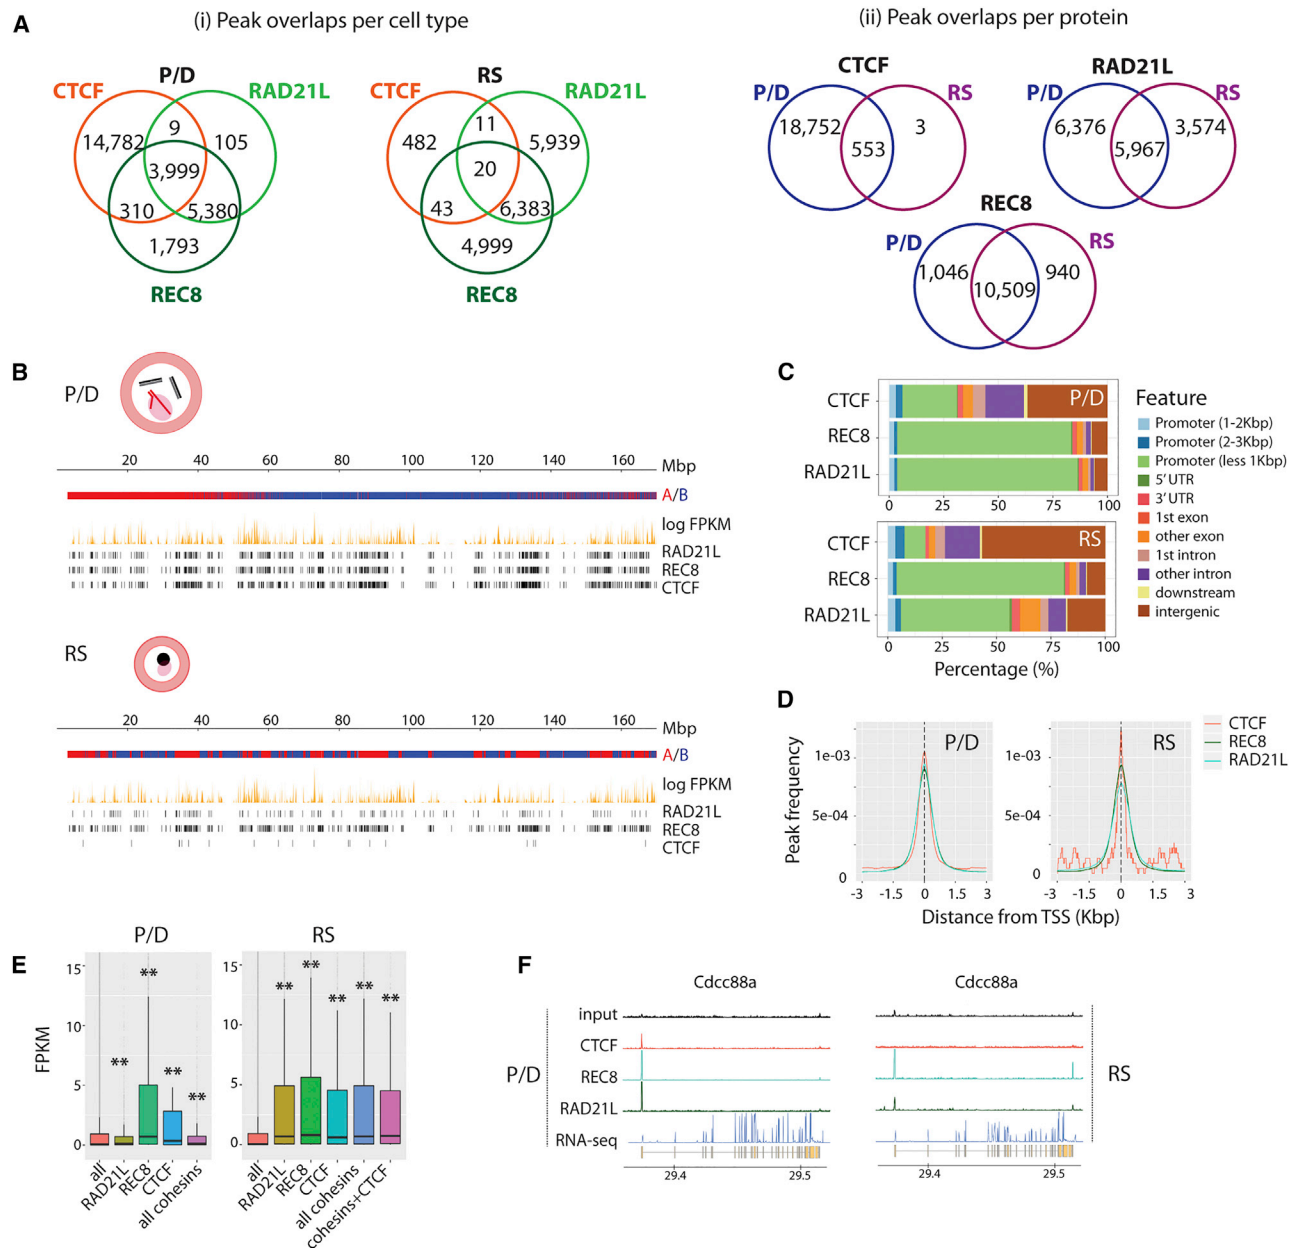 A
(i) Peak overlaps per cell type
P/D
CTCF
RAD21L
14,782
9
105
3,999
310
5,380
1,793
REC8
RS
CTCF
RAD21L
482
11
5,939
20
43
6,383
4,999
REC8
(ii) Peak overlaps per protein
CTCF
P/D
RS
18,752
553
3
RAD21L
P/D
RS
6,376
5,967
3,574
REC8
P/D
RS
1,046
10,509
940
B
P/D
20 40 60 80 100 120 140 160 Mbp
A/B
log FPKM
RAD21L
REC8
CTCF
RS
20 40 60 80 100 120 140 160 Mbp
A/B
log FPKM
RAD21L
REC8
CTCF
C
CTCF
P/D
REC8
RAD21L
0 25 50 75 100
CTCF
RS
REC8
RAD21L
0 25 50 75 100
Percentage (%)
Feature
Promoter (1-2Kbp)
Promoter (2-3Kbp)
Promoter (less 1Kbp)
5' UTR
3' UTR
1st exon
other exon
1st intron
other intron
downstream
intergenic
D
Peak frequency
P/D
1e-03
5e-04
0
-3 -1.5 0 1.5 3
RS
1e-03
5e-04
0
-3 -1.5 0 1.5 3
Distance from TSS (Kbp)
CTCF
REC8
RAD21L
E
FPKM
P/D
15
10
5
0
** ** ** **
all
RAD21L
REC8
CTCF
all cohesins
RS
15
10
5
0
** ** ** ** **
all
RAD21L
REC8
CTCF
all cohesins
cohesins+CTCF
F
Cdcc88a
Cdcc88a
P/D
input
CTCF
REC8
RAD21L
RNA-seq
29.4 29.5
29.4 29.5
RS